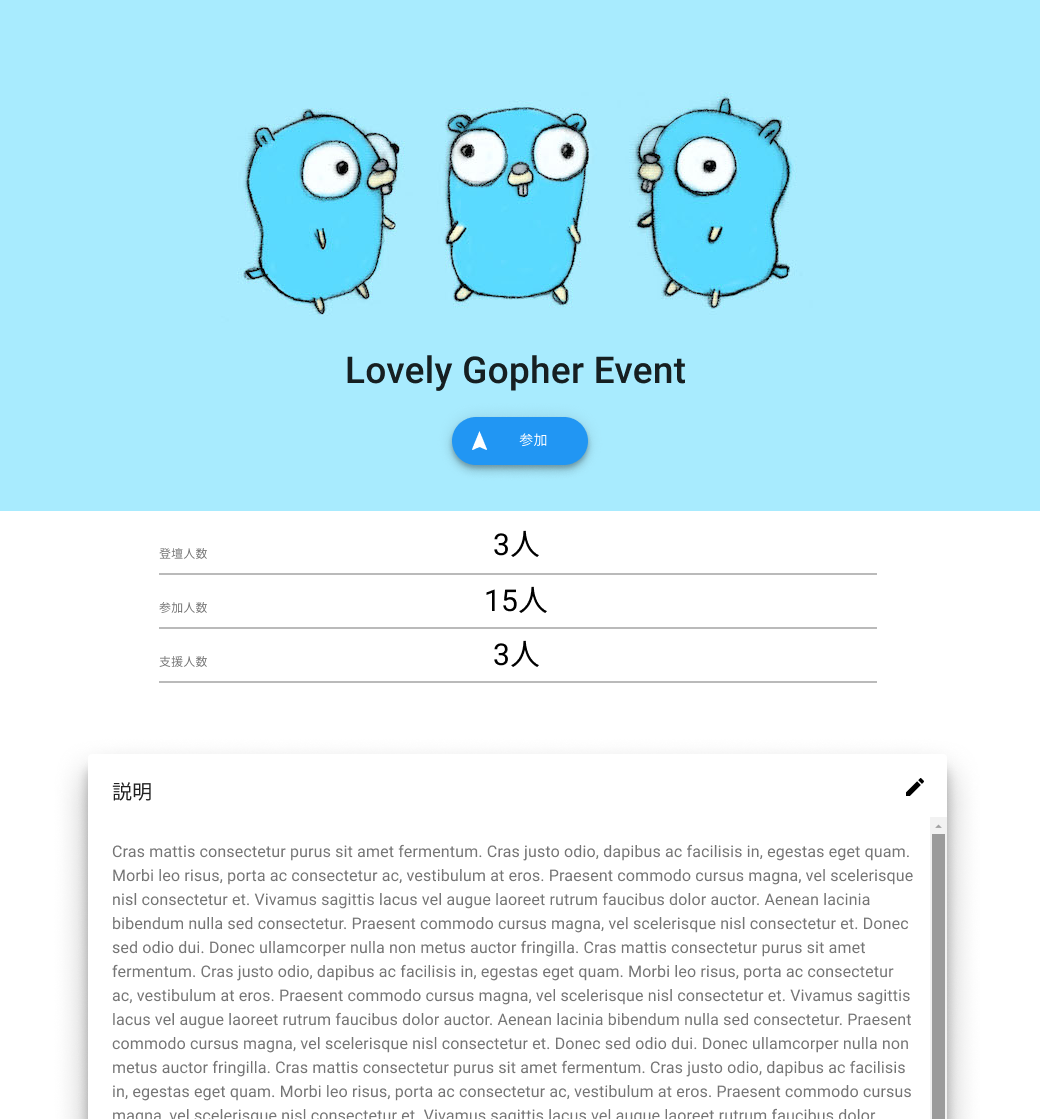 Lovely Gopher Event
参加
登壇人数 3人
参加人数 15人
支援人数 3人
説明
Cras mattis consectetur purus sit amet fermentum. Cras justo odio, dapibus ac facilisis in, egestas eget quam.
Morbi leo risus, porta ac consectetur ac, vestibulum at eros. Praesent commodo cursus magna, vel scelerisque
nisl consectetur et. Vivamus sagittis lacus vel augue laoreet rutrum faucibus dolor auctor. Aenean lacinia
bibendum nulla sed consectetur. Praesent commodo cursus magna, vel scelerisque nisl consectetur et. Donec
sed odio dui. Donec ullamcorper nulla non metus auctor fringilla. Cras mattis consectetur purus sit amet
fermentum. Cras justo odio, dapibus ac facilisis in, egestas eget quam. Morbi leo risus, porta ac consectetur
ac, vestibulum at eros. Praesent commodo cursus magna, vel scelerisque nisl consectetur et. Vivamus sagittis
lacus vel augue laoreet rutrum faucibus dolor auctor. Aenean lacinia bibendum nulla sed consectetur. Praesent
commodo cursus magna, vel scelerisque nisl consectetur et. Donec sed odio dui. Donec ullamcorper nulla non
metus auctor fringilla. Cras mattis consectetur purus sit amet fermentum. Cras justo odio, dapibus ac facilisis
in, egestas eget quam. Morbi leo risus, porta ac consectetur ac, vestibulum at eros. Praesent commodo cursus
magna, vel scelerisque nisl consectetur et. Vivamus sagittis lacus vel augue laoreet rutrum faucibus dolor